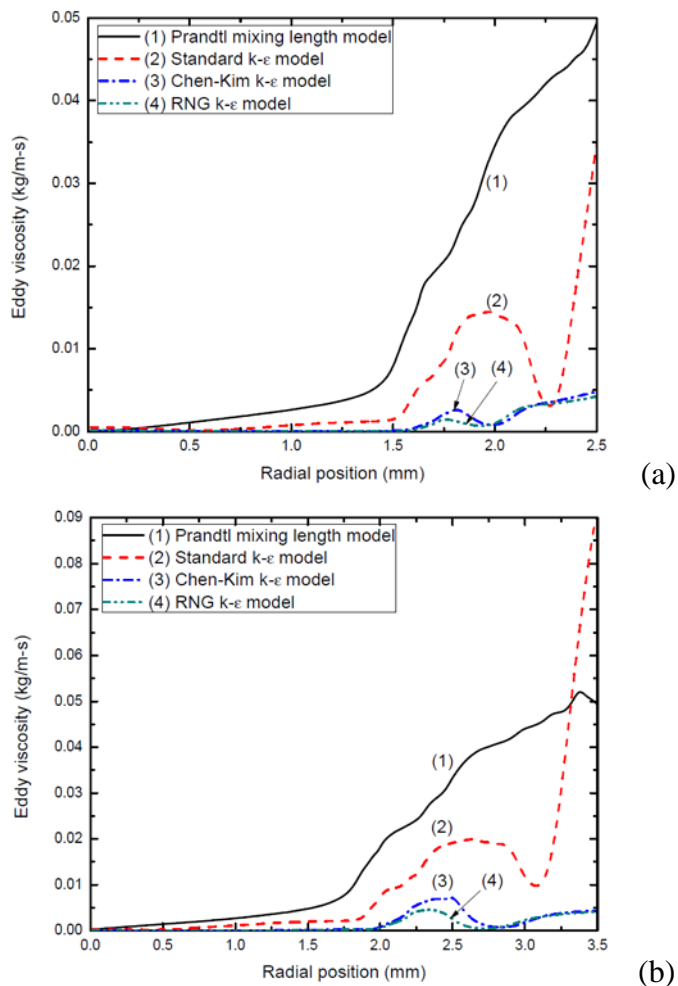 0.05
0.04
0.03
0.02
0.01
0.00
Eddy viscosity (kg/m-s)
(1) Prandtl mixing length model
(2) Standard k-ε model
(3) Chen-Kim k-ε model
(4) RNG k-ε model
(1)
(2)
(3)
(4)
0.0 0.5 1.0 1.5 2.0 2.5
Radial position (mm)
(a)
0.09
0.08
0.07
0.06
0.05
0.04
0.03
0.02
0.01
0.00
Eddy viscosity (kg/m-s)
(1) Prandtl mixing length model
(2) Standard k-ε model
(3) Chen-Kim k-ε model
(4) RNG k-ε model
(1)
(2)
(3)
(4)
0.0 0.5 1.0 1.5 2.0 2.5 3.0 3.5
Radial position (mm)
(b)